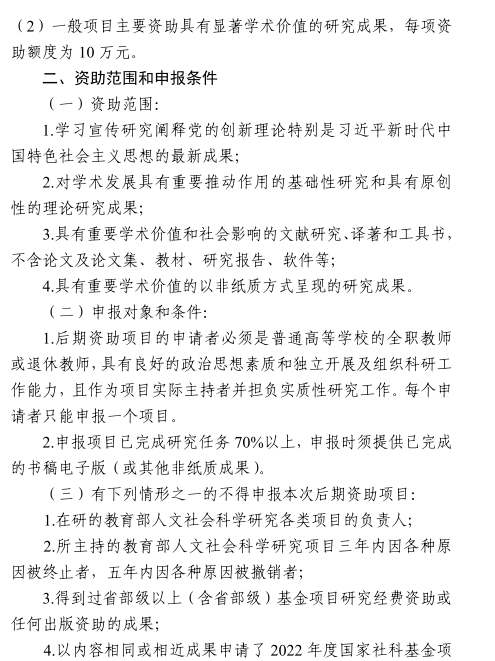 （2）一般项目主要资助具有显著学术价值的研究成果，每项资
助额度为 10 万元。
二、资助范围和申报条件
（一）资助范围：
1.学习宣传研究阐释党的创新理论特别是习近平新时代中
国特色社会主义思想的最新成果；
2.对学术发展具有重要推动作用的基础性研究和具有原创
性的理论研究成果；
3.具有重要学术价值和社会影响的文献研究、译著和工具书，
不含论文及论文集、教材、研究报告、软件等；
4.具有重要学术价值的以非纸质方式呈现的研究成果。
（二）申报对象和条件：
1.后期资助项目的申请者必须是普通高等学校的全职教师
或退休教师，具有良好的政治思想素质和独立开展及组织科研工
作能力，且作为项目实际主持者并担负实质性研究工作。每个申
请者只能申报一个项目。
2.申报项目已完成研究任务 70%以上，申报时须提供已完成
的书稿电子版（或其他非纸质成果）。
（三）有下列情形之一的不得申报本次后期资助项目：
1.在研的教育部人文社会科学研究各类项目的负责人；
2.所主持的教育部人文社会科学研究项目三年内因各种原
因被终止者，五年内因各种原因被撤销者；
3.得到过省部级以上（含省部级）基金项目研究经费资助或
任何出版资助的成果；
4.以内容相同或相近成果申请了 2022 年度国家社科基金项